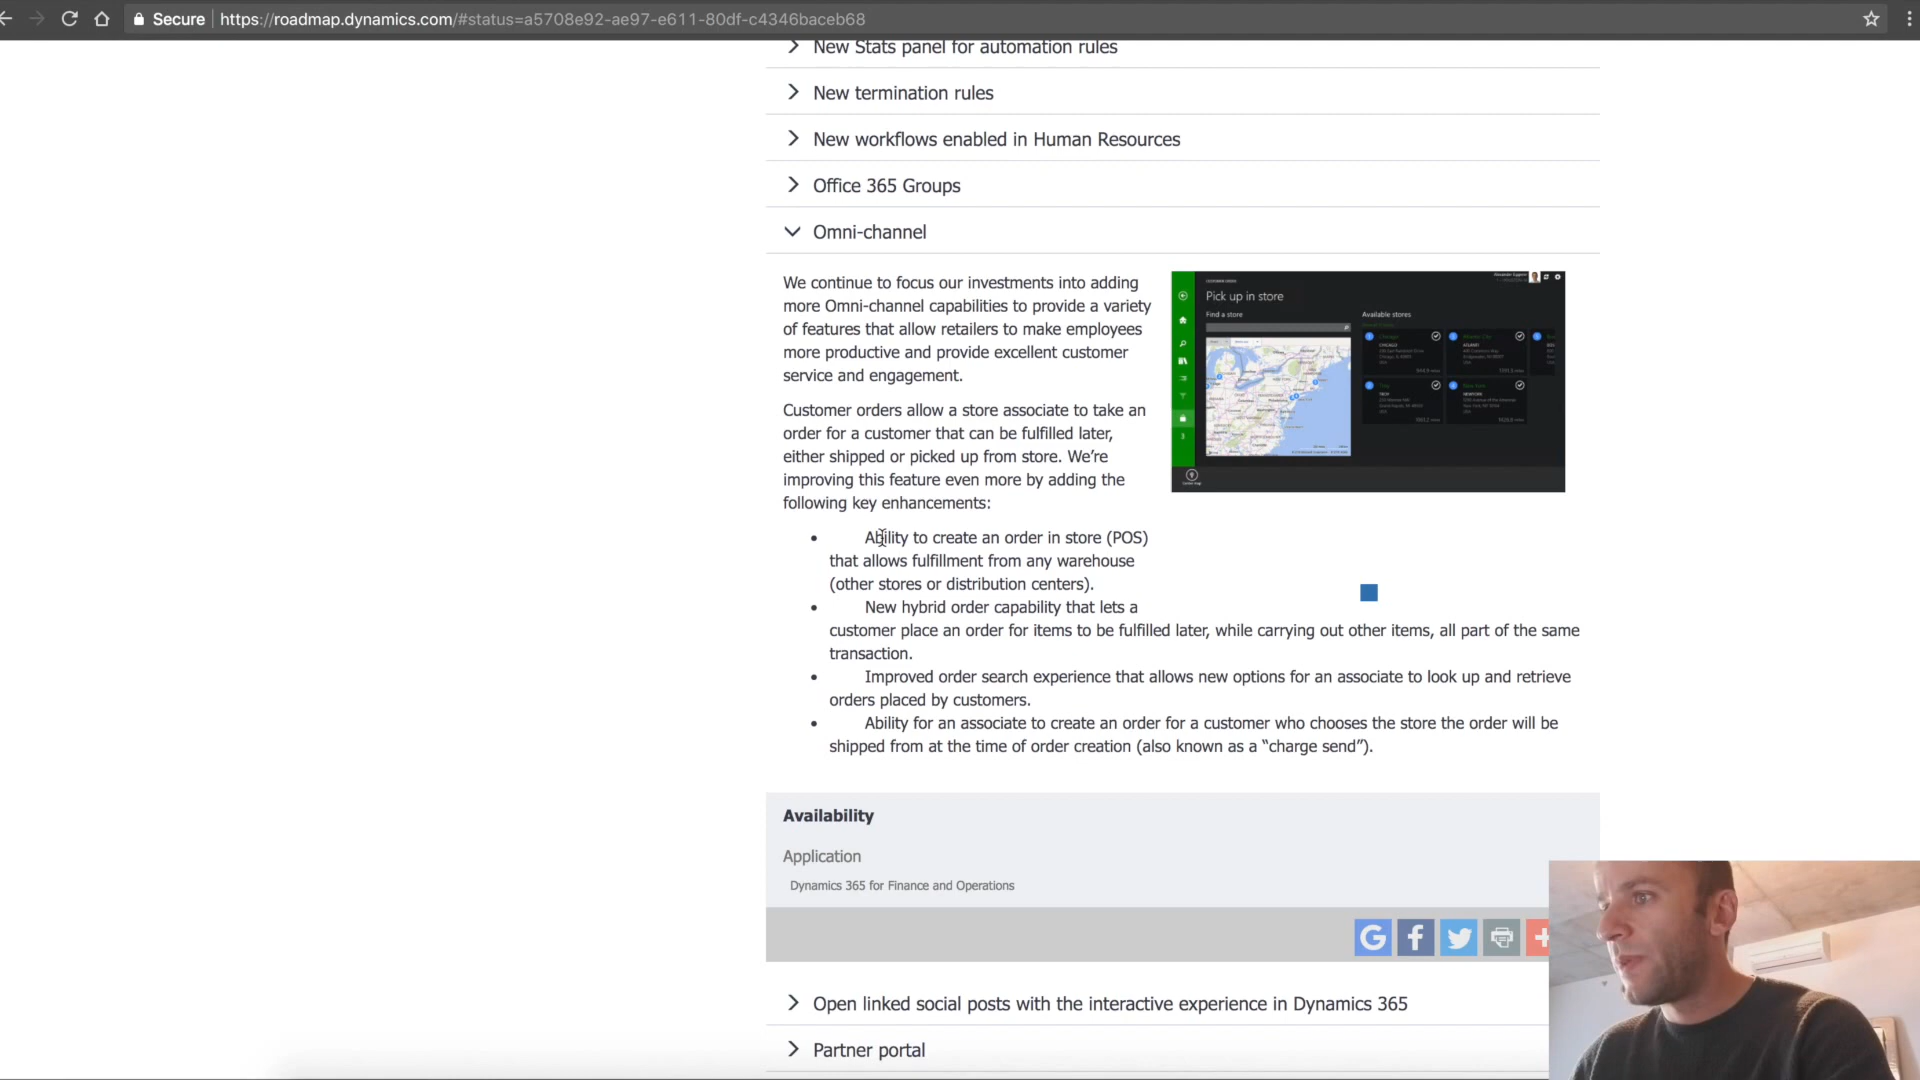 Secure https://roadmap.dynamics.com/#status=a5708e92-ae97-e611-80df-c4346baceb68
New Stats panel for automation rules
New termination rules
New workflows enabled in Human Resources
Office 365 Groups
Omni-channel
We continue to focus our investments into adding
more Omni-channel capabilities to provide a variety
of features that allow retailers to make employees
more productive and provide excellent customer
service and engagement.
Customer orders allow a store associate to take an
order for a customer that can be fulfilled later,
either shipped or picked up from store. We’re
improving this feature even more by adding the
following key enhancements:
Pick up in store
Find a store
Available stores
• Ability to create an order in store (POS)
that allows fulfillment from any warehouse
(other stores or distribution centers).
• New hybrid order capability that lets a
customer place an order for items to be fulfilled later, while carrying out other items, all part of the same
transaction.
• Improved order search experience that allows new options for an associate to look up and retrieve
orders placed by customers.
• Ability for an associate to create an order for a customer who chooses the store the order will be
shipped from at the time of order creation (also known as a “charge send”).
Availability
Application
Dynamics 365 for Finance and Operations
Open linked social posts with the interactive experience in Dynamics 365
Partner portal